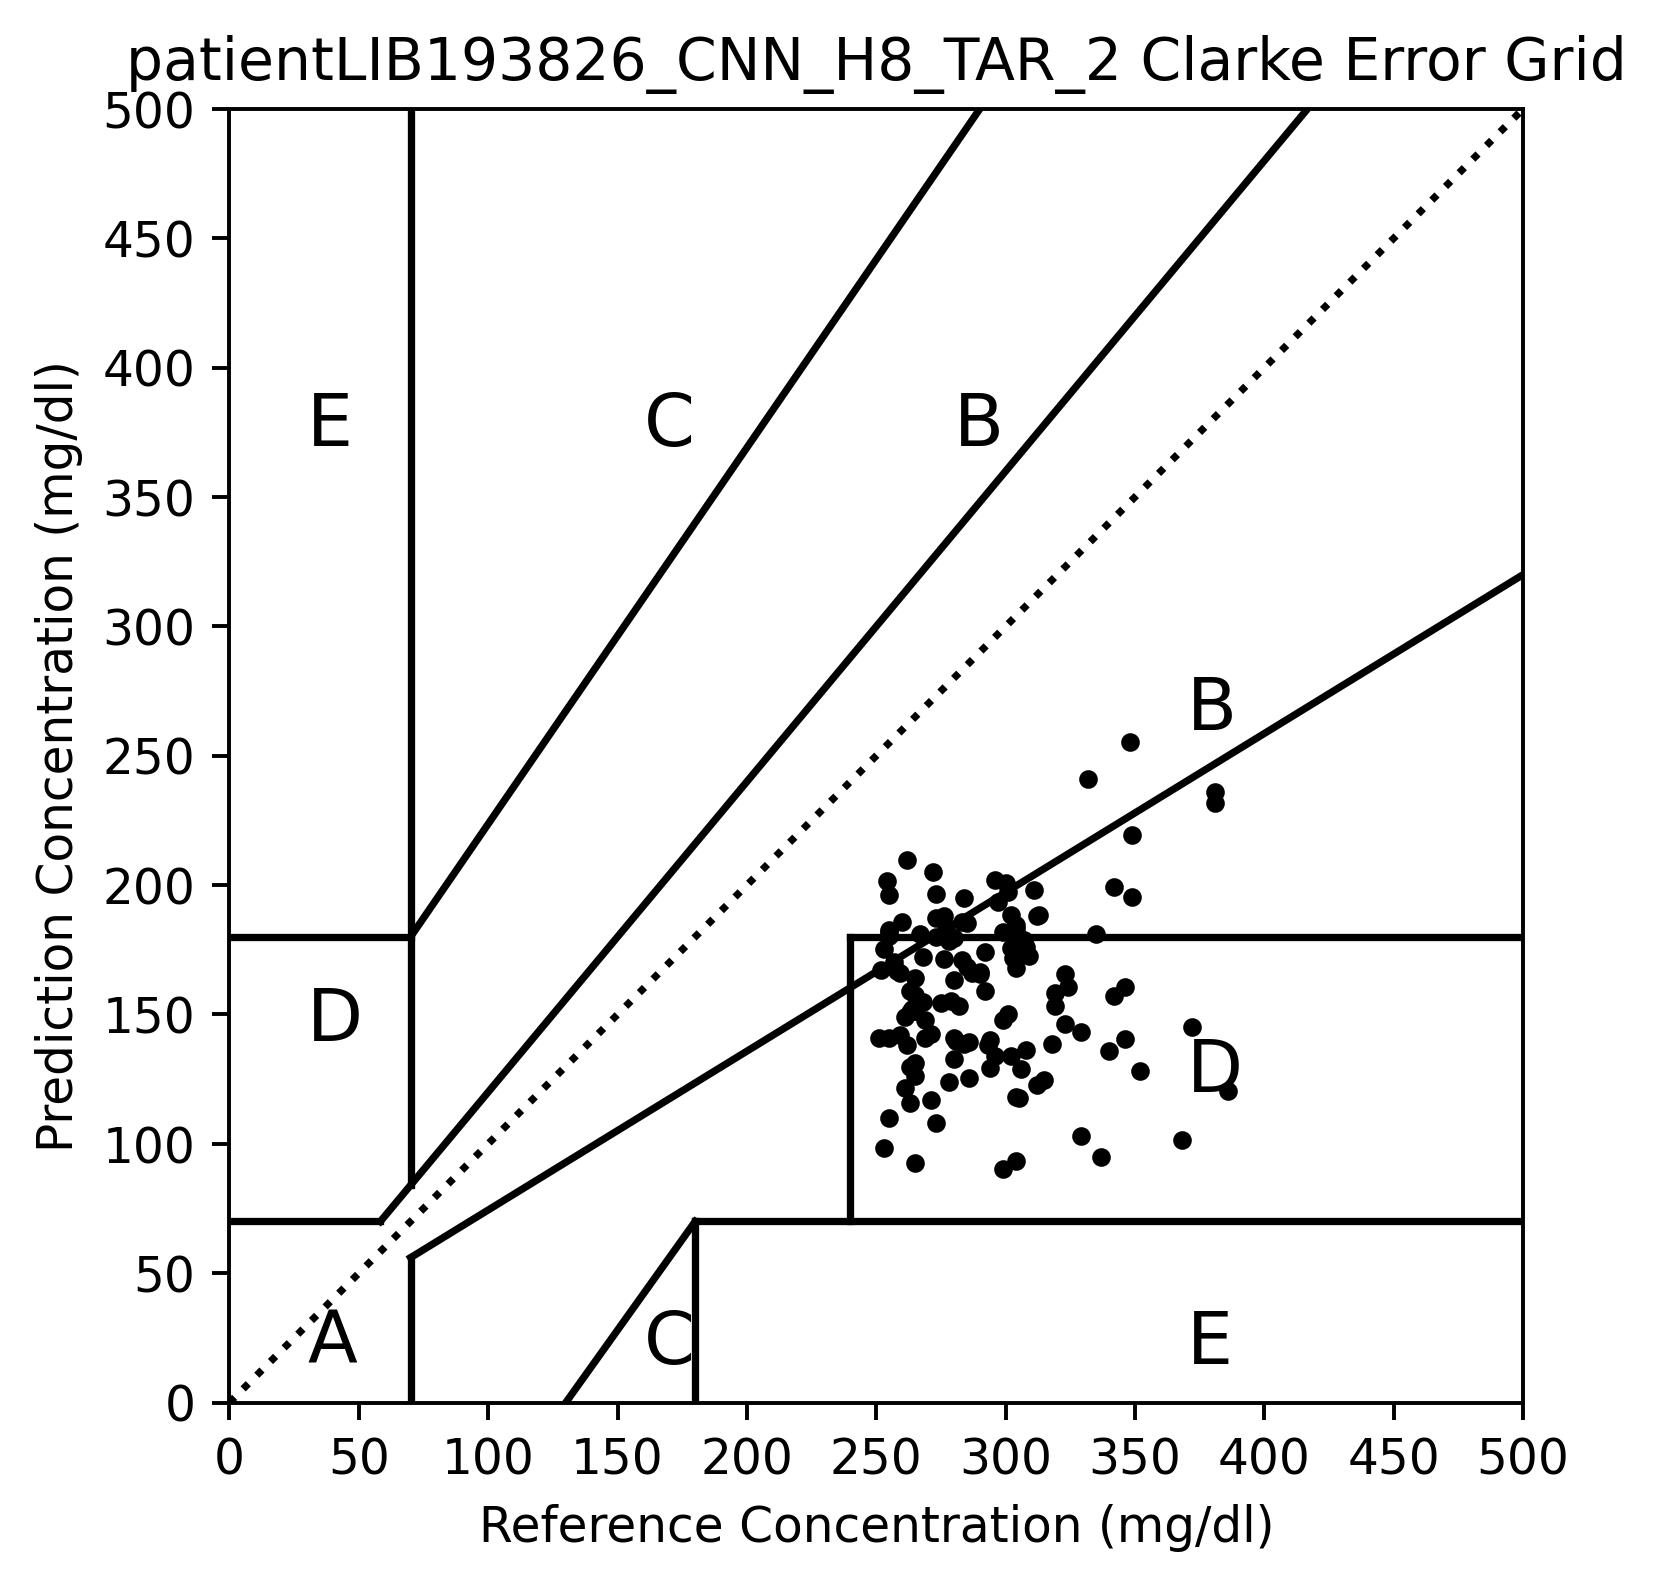 patientLIB193826_CNN_H8_TAR_2 Clarke Error Grid
500
450
400
350
300
250
200
150
100
50
0
Prediction Concentration (mg/dl)
E
C
B
B
D
D
A
C
E
0 50 100 150 200 250 300 350 400 450 500
Reference Concentration (mg/dl)